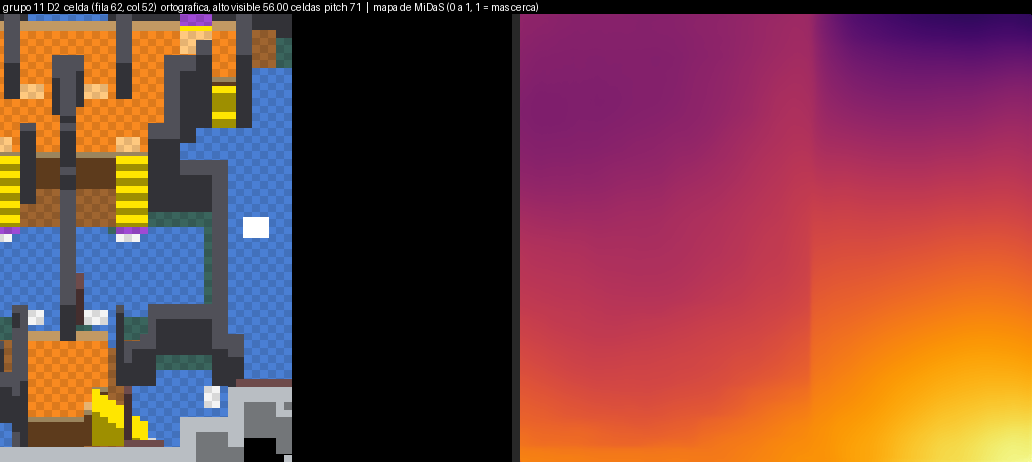 grupo 11 D2 celda (fila 62, col 52) ortografica, alto visible 56.00 celdas pitch 71 | mapa de MiDaS (0 a 1, 1 = mas cerca)